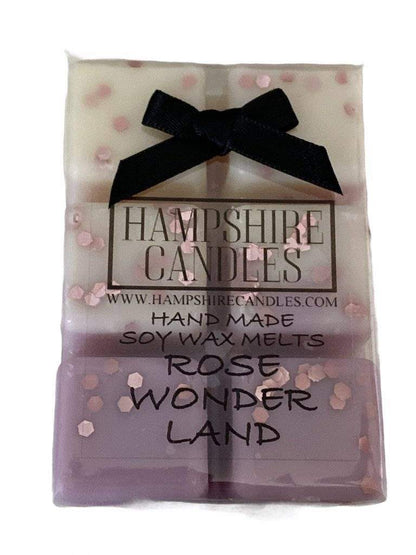 HAMPSHIRE
CANDLES
WWW.HAMPSHIRECANDLES.COM
HAND MADE
SOY WAX MELTS
ROSE
WONDER
LAND